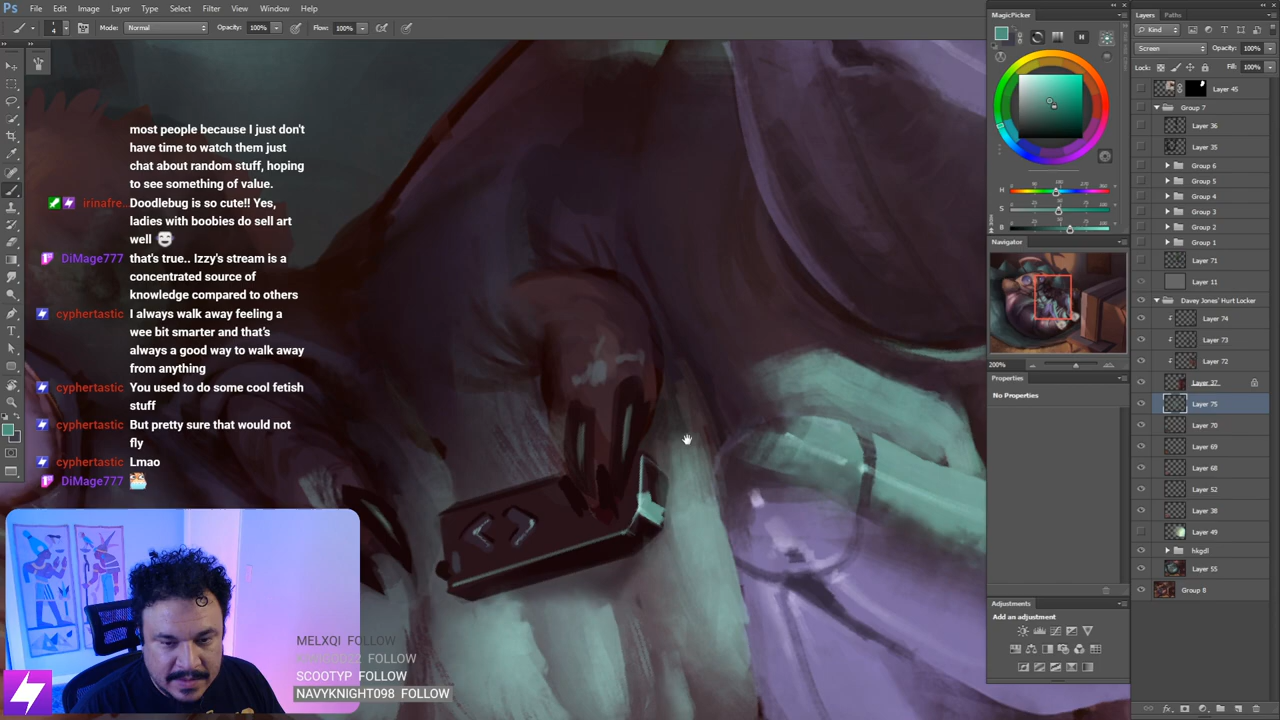 Ps File Edit Image Layer Type Select Filter View Window Help
4 Mode: Normal Opacity: 100% Flow: 100%
most people because I just don't
have time to watch them just
chat about random stuff, hoping
to see something of value.
irinafre.. Doodlebug is so cute!! Yes,
ladies with boobies do sell art
well
DiMage777 that's true.. Izzy's stream is a
concentrated source of
knowledge compared to others
cyphertastic I always walk away feeling a
wee bit smarter and that's
always a good way to walk away
from anything
cyphertastic You used to do some cool fetish
stuff
cyphertastic But pretty sure that would not
fly
cyphertastic Lmao
DiMage777
MELXQI FOLLOW
FOLLOW
SCOOTYP FOLLOW
NAVYKNIGHT098 FOLLOW
MagicPicker
H
H
S
B
Navigator
200%
Properties
No Properties
Adjustments
Add an adjustment
Layers Paths
Kind
Screen Opacity: 100%
Lock: Fill: 100%
Layer 45
Group 7
Layer 36
Layer 35
Group 6
Group 5
Group 4
Group 3
Group 2
Group 1
Layer 71
Layer 11
Davey Jones' Hurt Locker
Layer 74
Layer 73
Layer 72
Layer 37
Layer 75
Layer 70
Layer 69
Layer 68
Layer 52
Layer 38
Layer 49
hkgdl
Layer 55
Group 8
fx